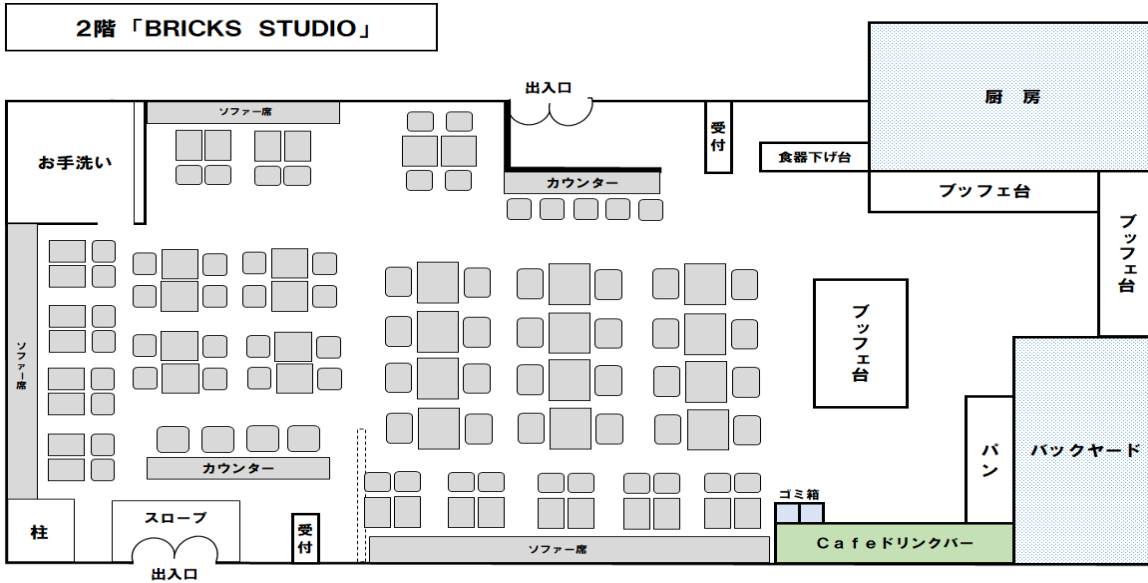 2階「BRICKS STUDIO」
出入口
厨 房
ソファー席
受付
お手洗い
食器下げ台
カウンター
ブッフェ台
ブッフェ台
ブッフェ台
ソファー席
カウンター
パン
バックヤード
ゴミ箱
柱
スロープ
受付
Cafeドリンクバー
ソファー席
出入口